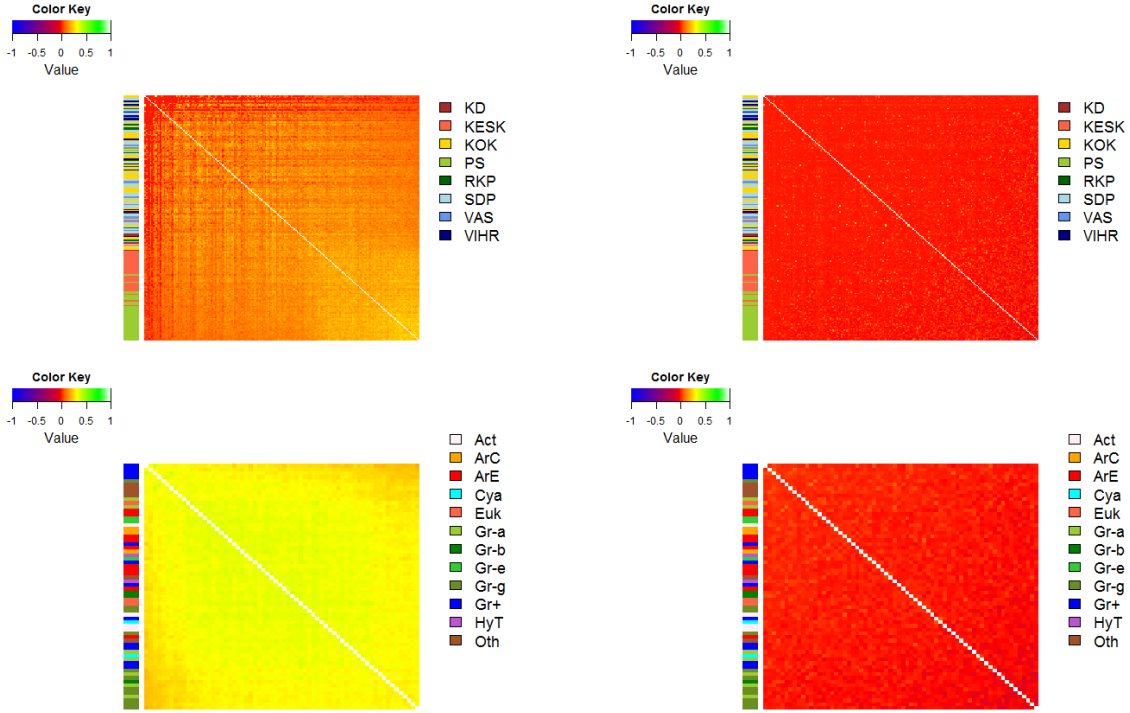 Color Key
-1 -0.5 0 0.5 1
Value
KD
KESK
KOK
PS
RKP
SDP
VAS
VIHR
Color Key
-1 -0.5 0 0.5 1
Value
KD
KESK
KOK
PS
RKP
SDP
VAS
VIHR
Color Key
-1 -0.5 0 0.5 1
Value
Act
ArC
ArE
Cya
Euk
Gr-a
Gr-b
Gr-e
Gr-g
Gr+
HyT
Oth
Color Key
-1 -0.5 0 0.5 1
Value
Act
ArC
ArE
Cya
Euk
Gr-a
Gr-b
Gr-e
Gr-g
Gr+
HyT
Oth